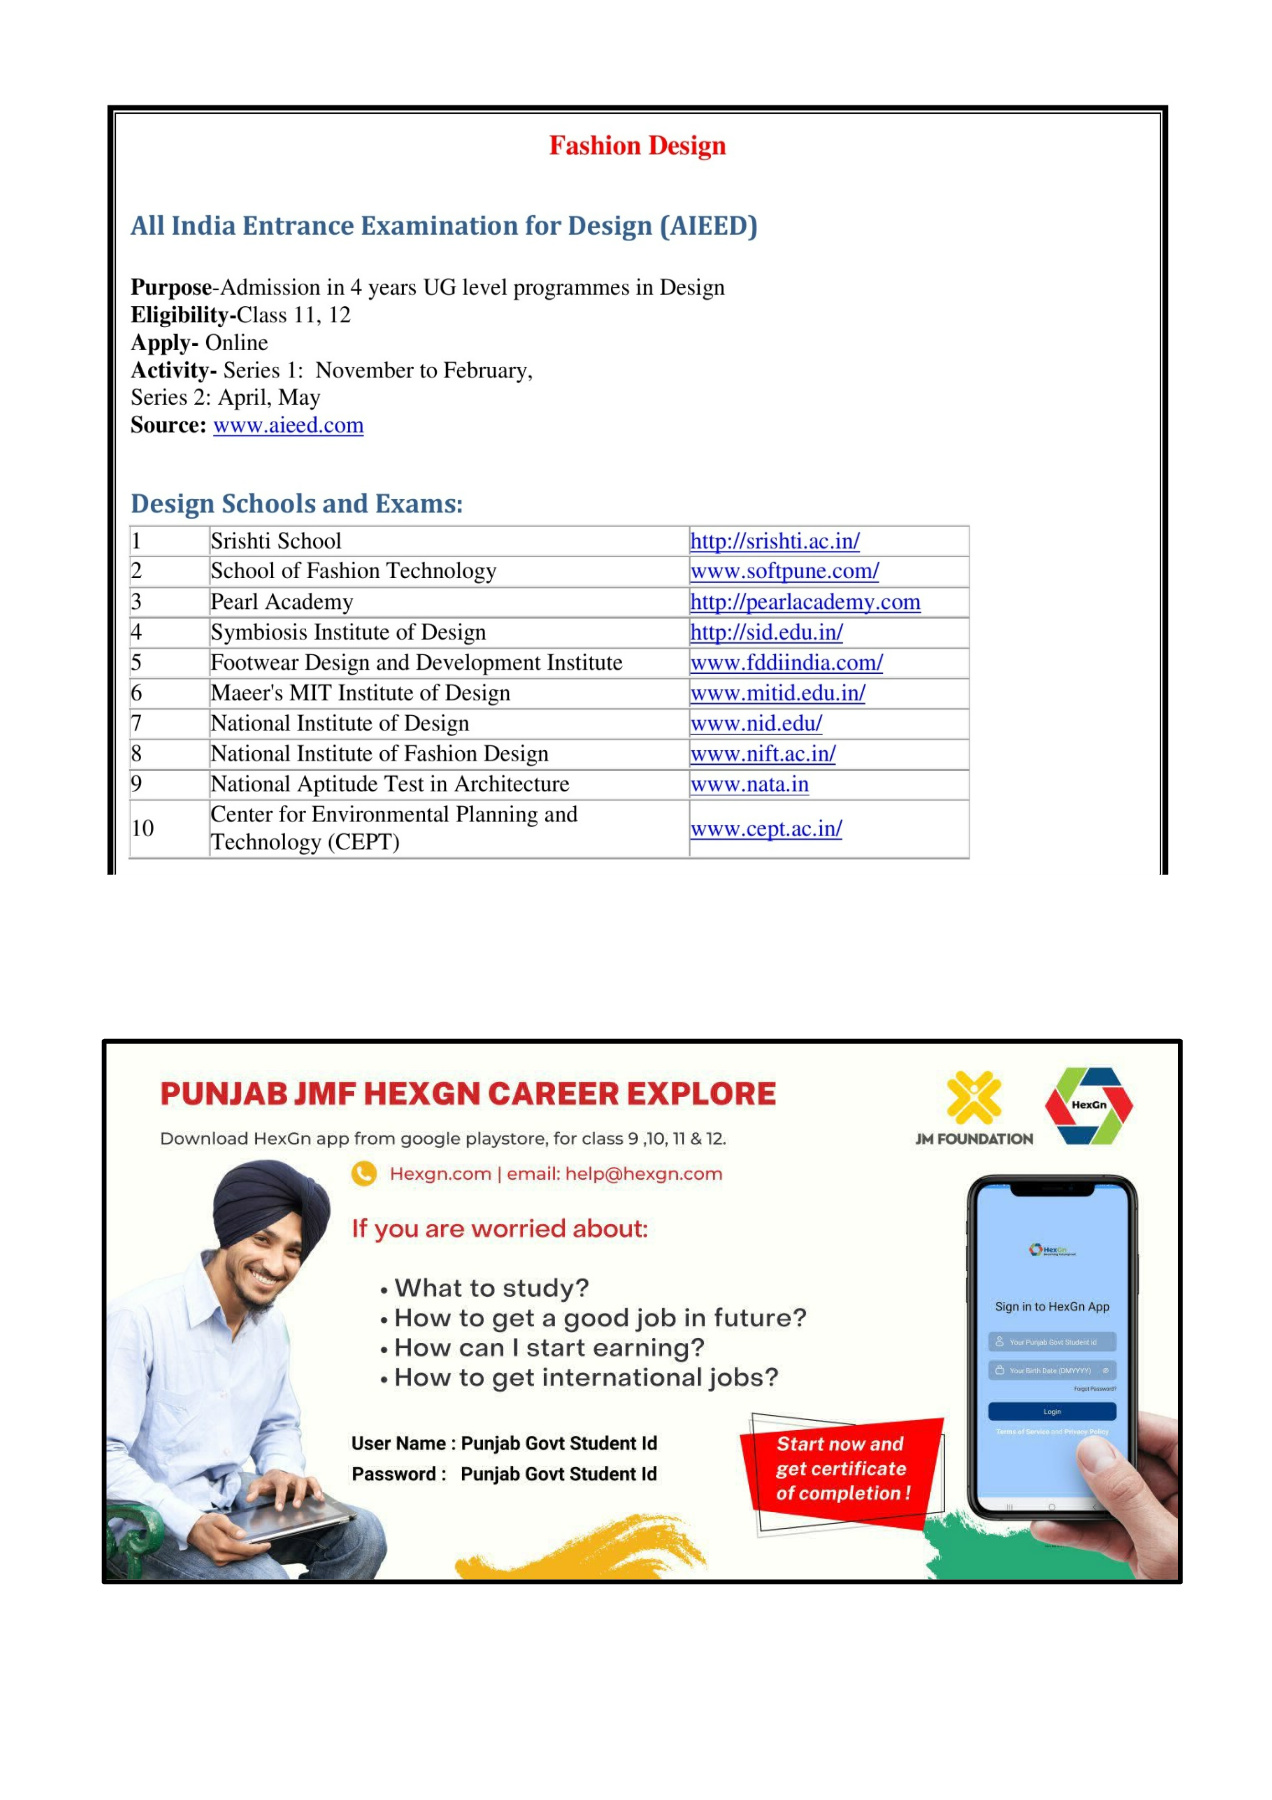 Fashion Design
All India Entrance Examination for Design (AIEED)
Purpose-Admission in 4 years UG level programmes in Design
Eligibility-Class 11, 12
Apply- Online
Activity- Series 1:  November to February,
Series 2: April, May
Source: www.aieed.com
Design Schools and Exams:
1 Srishti School http://srishti.ac.in/
2 School of Fashion Technology www.softpune.com/
3 Pearl Academy http://pearlacademy.com
4 Symbiosis Institute of Design http://sid.edu.in/
5 Footwear Design and Development Institute www.fddiindia.com/
6 Maeer's MIT Institute of Design www.mitid.edu.in/
7 National Institute of Design www.nid.edu/
8 National Institute of Fashion Design www.nift.ac.in/
9 National Aptitude Test in Architecture www.nata.in
10 Center for Environmental Planning and
Technology (CEPT) www.cept.ac.in/
PUNJAB JMF HEXGN CAREER EXPLORE
Download HexGn app from google playstore, for class 9 ,10, 11 & 12.
JM FOUNDATION
HexGn
Hexgn.com | email: help@hexgn.com
If you are worried about:
• What to study?
• How to get a good job in future?
• How can I start earning?
• How to get international jobs?
User Name : Punjab Govt Student Id
Password : Punjab Govt Student Id
Start now and
get certificate
of completion !
HexGn
Sign in to HexGn App
Your Punjab Govt Student Id
Your Birth Date (DMYYYY)
Forgot Password?
Login
Terms of Service and Privacy Policy